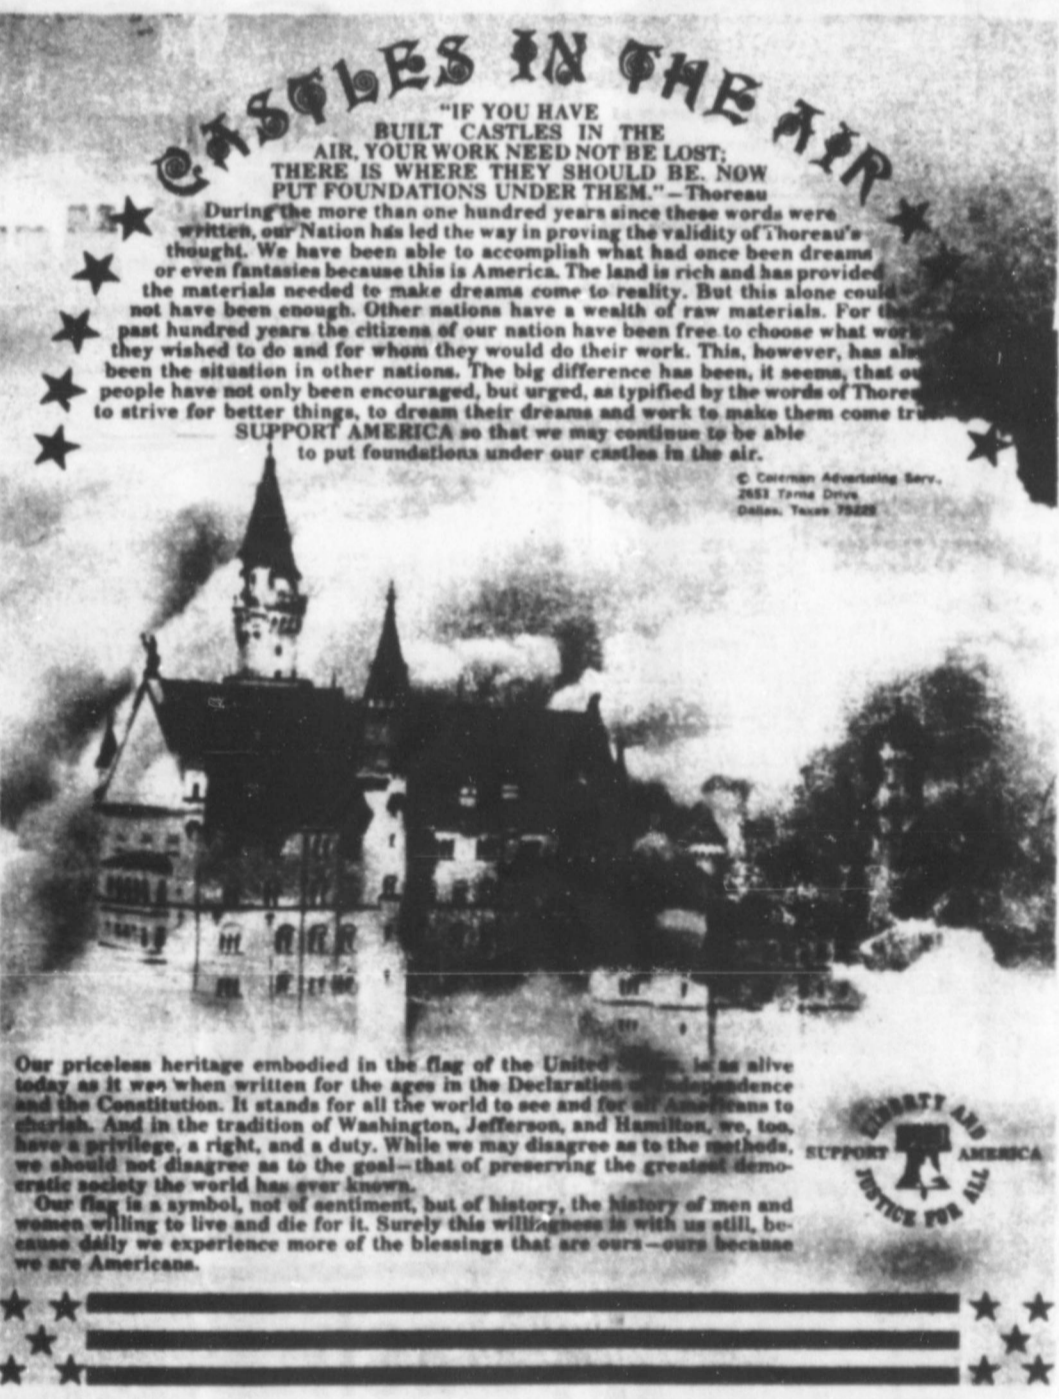 CASTLES IN THE AIR
"IF YOU HAVE
BUILT CASTLES IN THE
AIR, YOUR WORK NEED NOT BE LOST;
THERE IS WHERE THEY SHOULD BE. NOW
PUT FOUNDATIONS UNDER THEM."—Thoreau
During the more than one hundred years since these words were
written, our Nation has led the way in proving the validity of Thoreau's
thought. We have been able to accomplish what had once been dreams
or even fantasies because this is America. The land is rich and has provided
the materials needed to make dreams come to reality. But this alone could
not have been enough. Other nations have a wealth of raw materials. For the
past hundred years the citizens of our nation have been free to choose what work
they wished to do and for whom they would do their work. This, however, has also
been the situation in other nations. The big difference has been, it seems, that our
people have not only been encouraged, but urged, as typified by the words of Thoreau
to strive for better things, to dream their dreams and work to make them come true.
SUPPORT AMERICA so that we may continue to be able
to put foundations under our castles in the air.
© Coleman Advertising Serv.
2653 Drive
Dallas, Texas
Our priceless heritage embodied in the flag of the United States, is as alive
today as it was when written for the ages in the Declaration of Independence
and the Constitution. It stands for all the world to see and for all Americans to
cherish. And in the tradition of Washington, Jefferson, and Hamilton, we, too,
have a privilege, a right, and a duty. While we may disagree as to the methods,
we should not disagree as to the goal—that of preserving the greatest demo-
cratic society the world has ever known.
Our flag is a symbol, not of sentiment, but of history, the history of men and
women willing to live and die for it. Surely this willingness is with us still, be-
cause daily we experience more of the blessings that are ours—ours because
we are Americans.
LIBERTY AND
SUPPORT AMERICA
JUSTICE FOR ALL